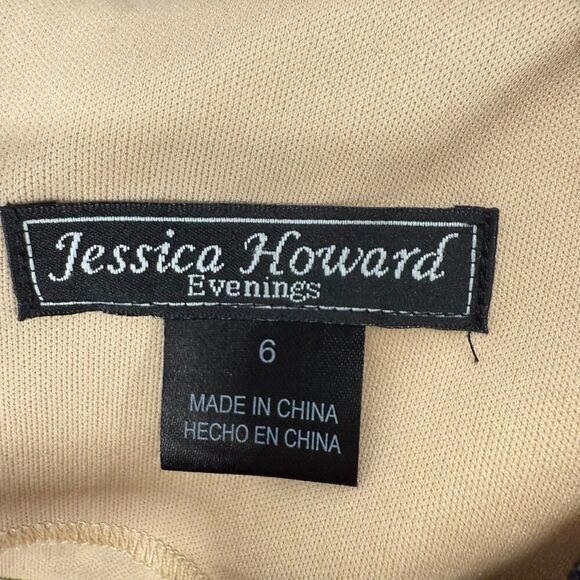 Jessica Howard
Evenings
6
MADE IN CHINA
HECHO EN CHINA